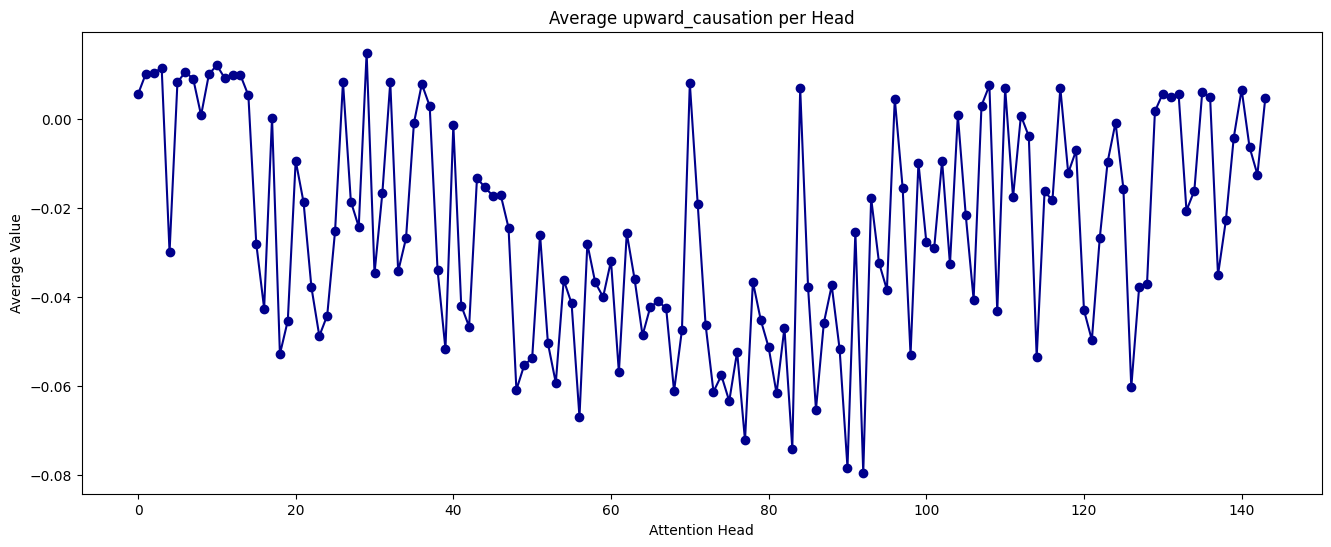 Average upward_causation per Head
Average Value
0.00
−0.02
−0.04
−0.06
−0.08
0 20 40 60 80 100 120 140
Attention Head